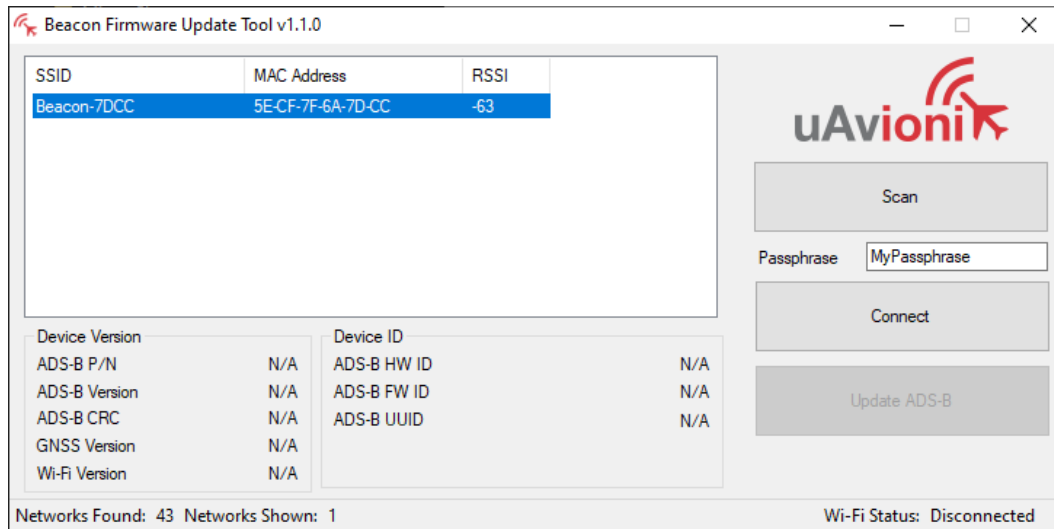 Beacon Firmware Update Tool v1.1.0
SSID MAC Address RSSI
Beacon-7DCC 5E-CF-7F-6A-7D-CC -63
uAvionix
Scan
Passphrase MyPassphrase
Connect
Update ADS-B
Device Version
ADS-B P/N N/A
ADS-B Version N/A
ADS-B CRC N/A
GNSS Version N/A
Wi-Fi Version N/A
Device ID
ADS-B HW ID N/A
ADS-B FW ID N/A
ADS-B UUID N/A
Networks Found: 43 Networks Shown: 1
Wi-Fi Status: Disconnected